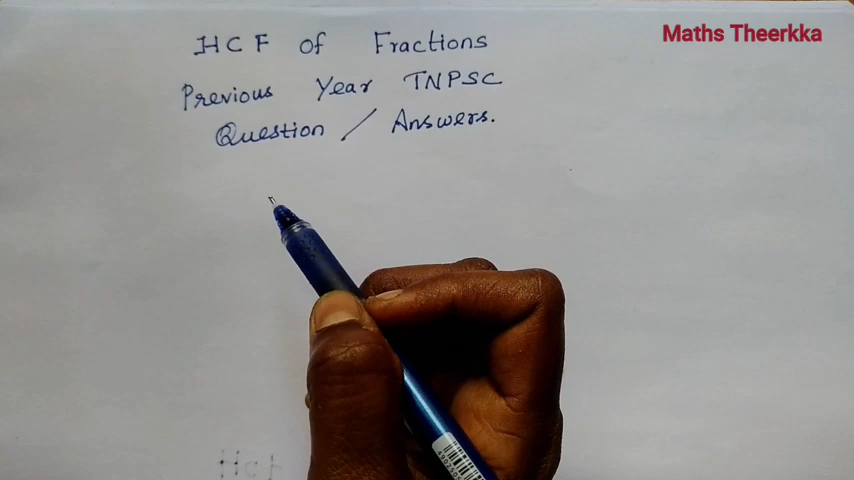 Maths Theerkka
HCF of Fractions
Previous Year TNPSC
Question / Answers.